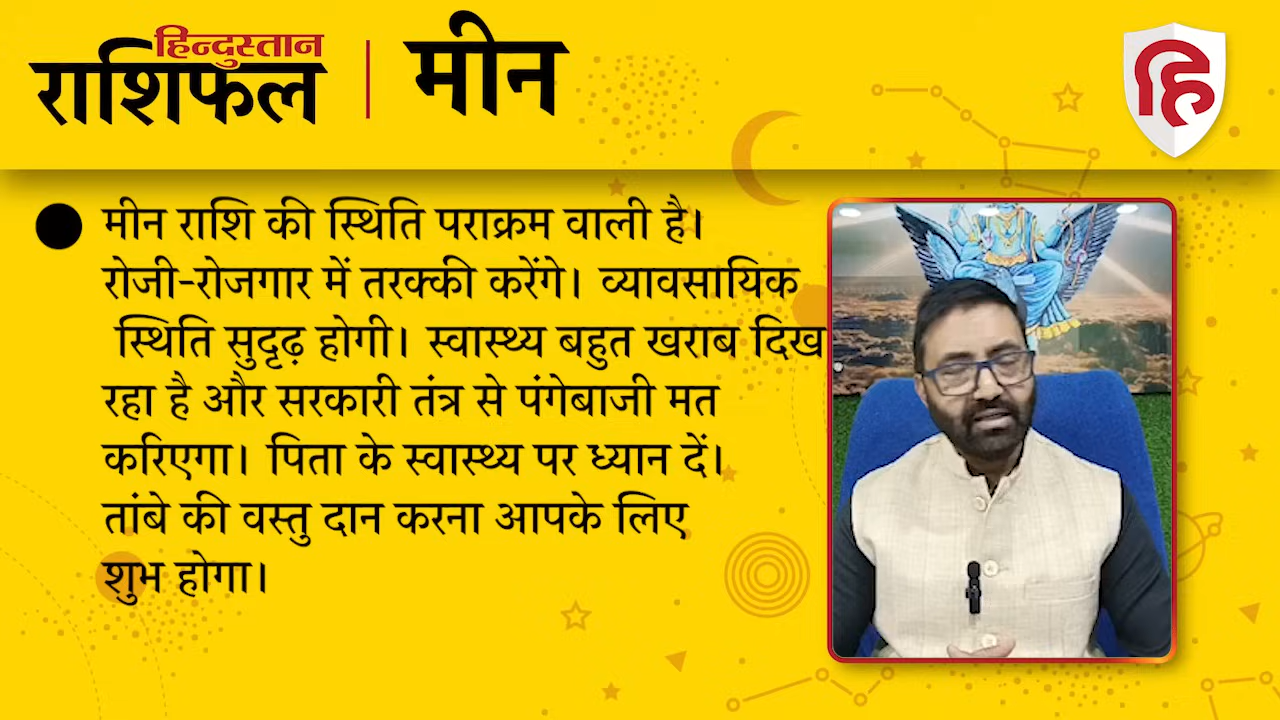 हिन्दुस्तान
राशिफल
मीन
हि
मीन राशि की स्थिति पराक्रम वाली है।
रोजी-रोजगार में तरक्की करेंगे। व्यावसायिक
स्थिति सुदृढ़ होगी। स्वास्थ्य बहुत खराब दिख
रहा है और सरकारी तंत्र से पंगेबाजी मत
करिएगा। पिता के स्वास्थ्य पर ध्यान दें।
तांबे की वस्तु दान करना आपके लिए
शुभ होगा।